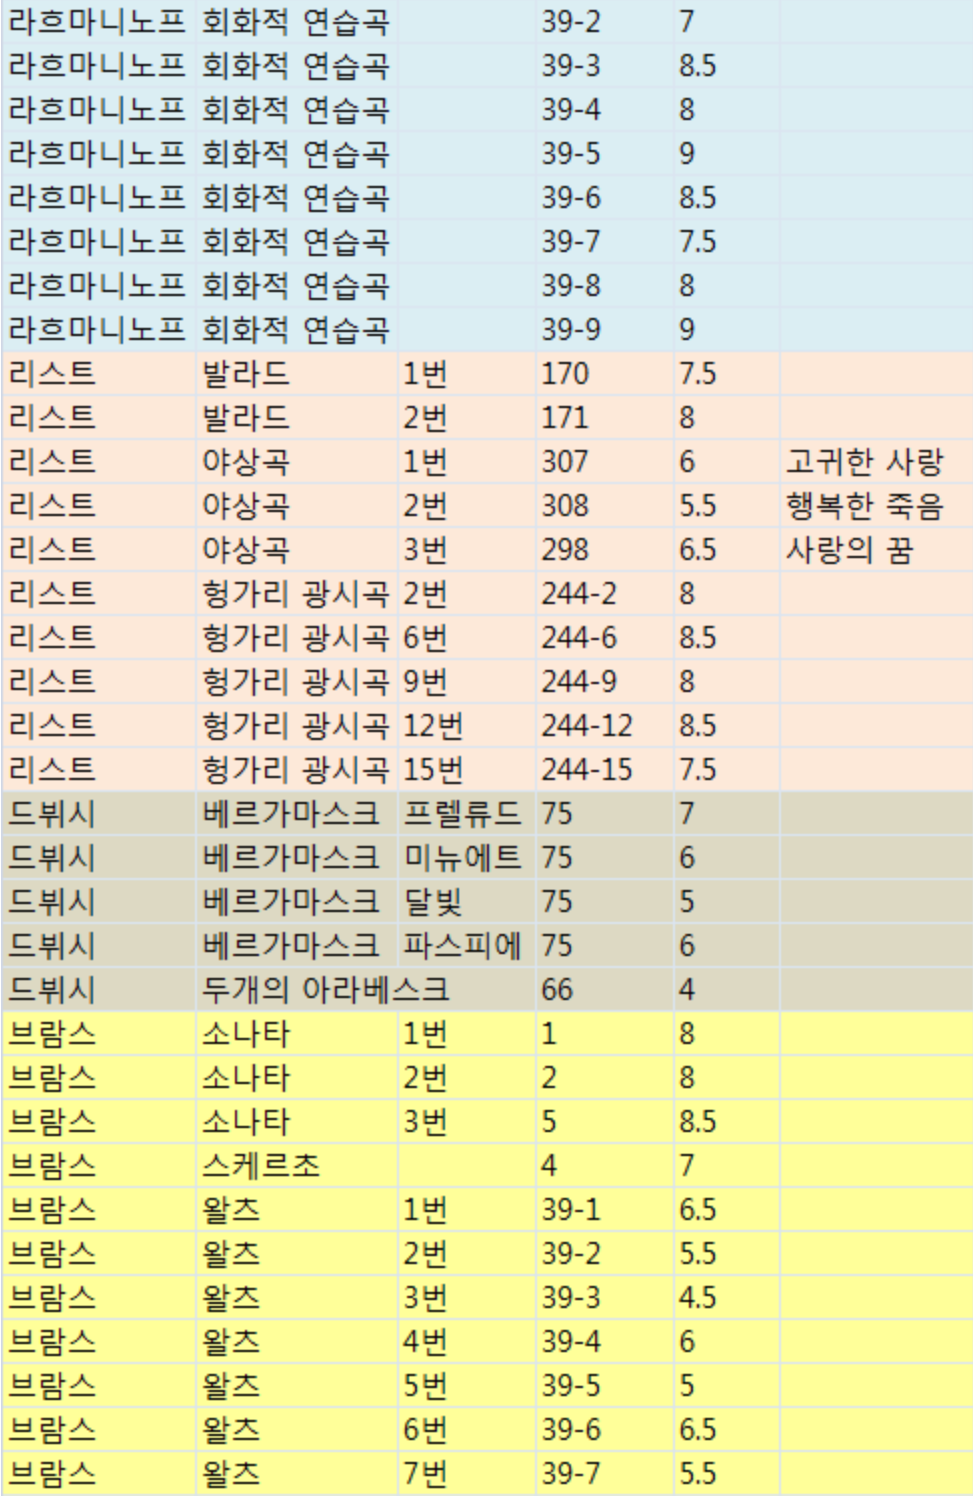 라흐마니노프 회화적 연습곡 39-2 7
라흐마니노프 회화적 연습곡 39-3 8.5
라흐마니노프 회화적 연습곡 39-4 8
라흐마니노프 회화적 연습곡 39-5 9
라흐마니노프 회화적 연습곡 39-6 8.5
라흐마니노프 회화적 연습곡 39-7 7.5
라흐마니노프 회화적 연습곡 39-8 8
라흐마니노프 회화적 연습곡 39-9 9
리스트 발라드 1번 170 7.5
리스트 발라드 2번 171 8
리스트 야상곡 1번 307 6 고귀한 사랑
리스트 야상곡 2번 308 5.5 행복한 죽음
리스트 야상곡 3번 298 6.5 사랑의 꿈
리스트 헝가리 광시곡 2번 244-2 8
리스트 헝가리 광시곡 6번 244-6 8.5
리스트 헝가리 광시곡 9번 244-9 8
리스트 헝가리 광시곡 12번 244-12 8.5
리스트 헝가리 광시곡 15번 244-15 7.5
드뷔시 베르가마스크 프렐류드 75 7
드뷔시 베르가마스크 미뉴에트 75 6
드뷔시 베르가마스크 달빛 75 5
드뷔시 베르가마스크 파스피에 75 6
드뷔시 두개의 아라베스크 66 4
브람스 소나타 1번 1 8
브람스 소나타 2번 2 8
브람스 소나타 3번 5 8.5
브람스 스케르초 4 7
브람스 왈츠 1번 39-1 6.5
브람스 왈츠 2번 39-2 5.5
브람스 왈츠 3번 39-3 4.5
브람스 왈츠 4번 39-4 6
브람스 왈츠 5번 39-5 5
브람스 왈츠 6번 39-6 6.5
브람스 왈츠 7번 39-7 5.5